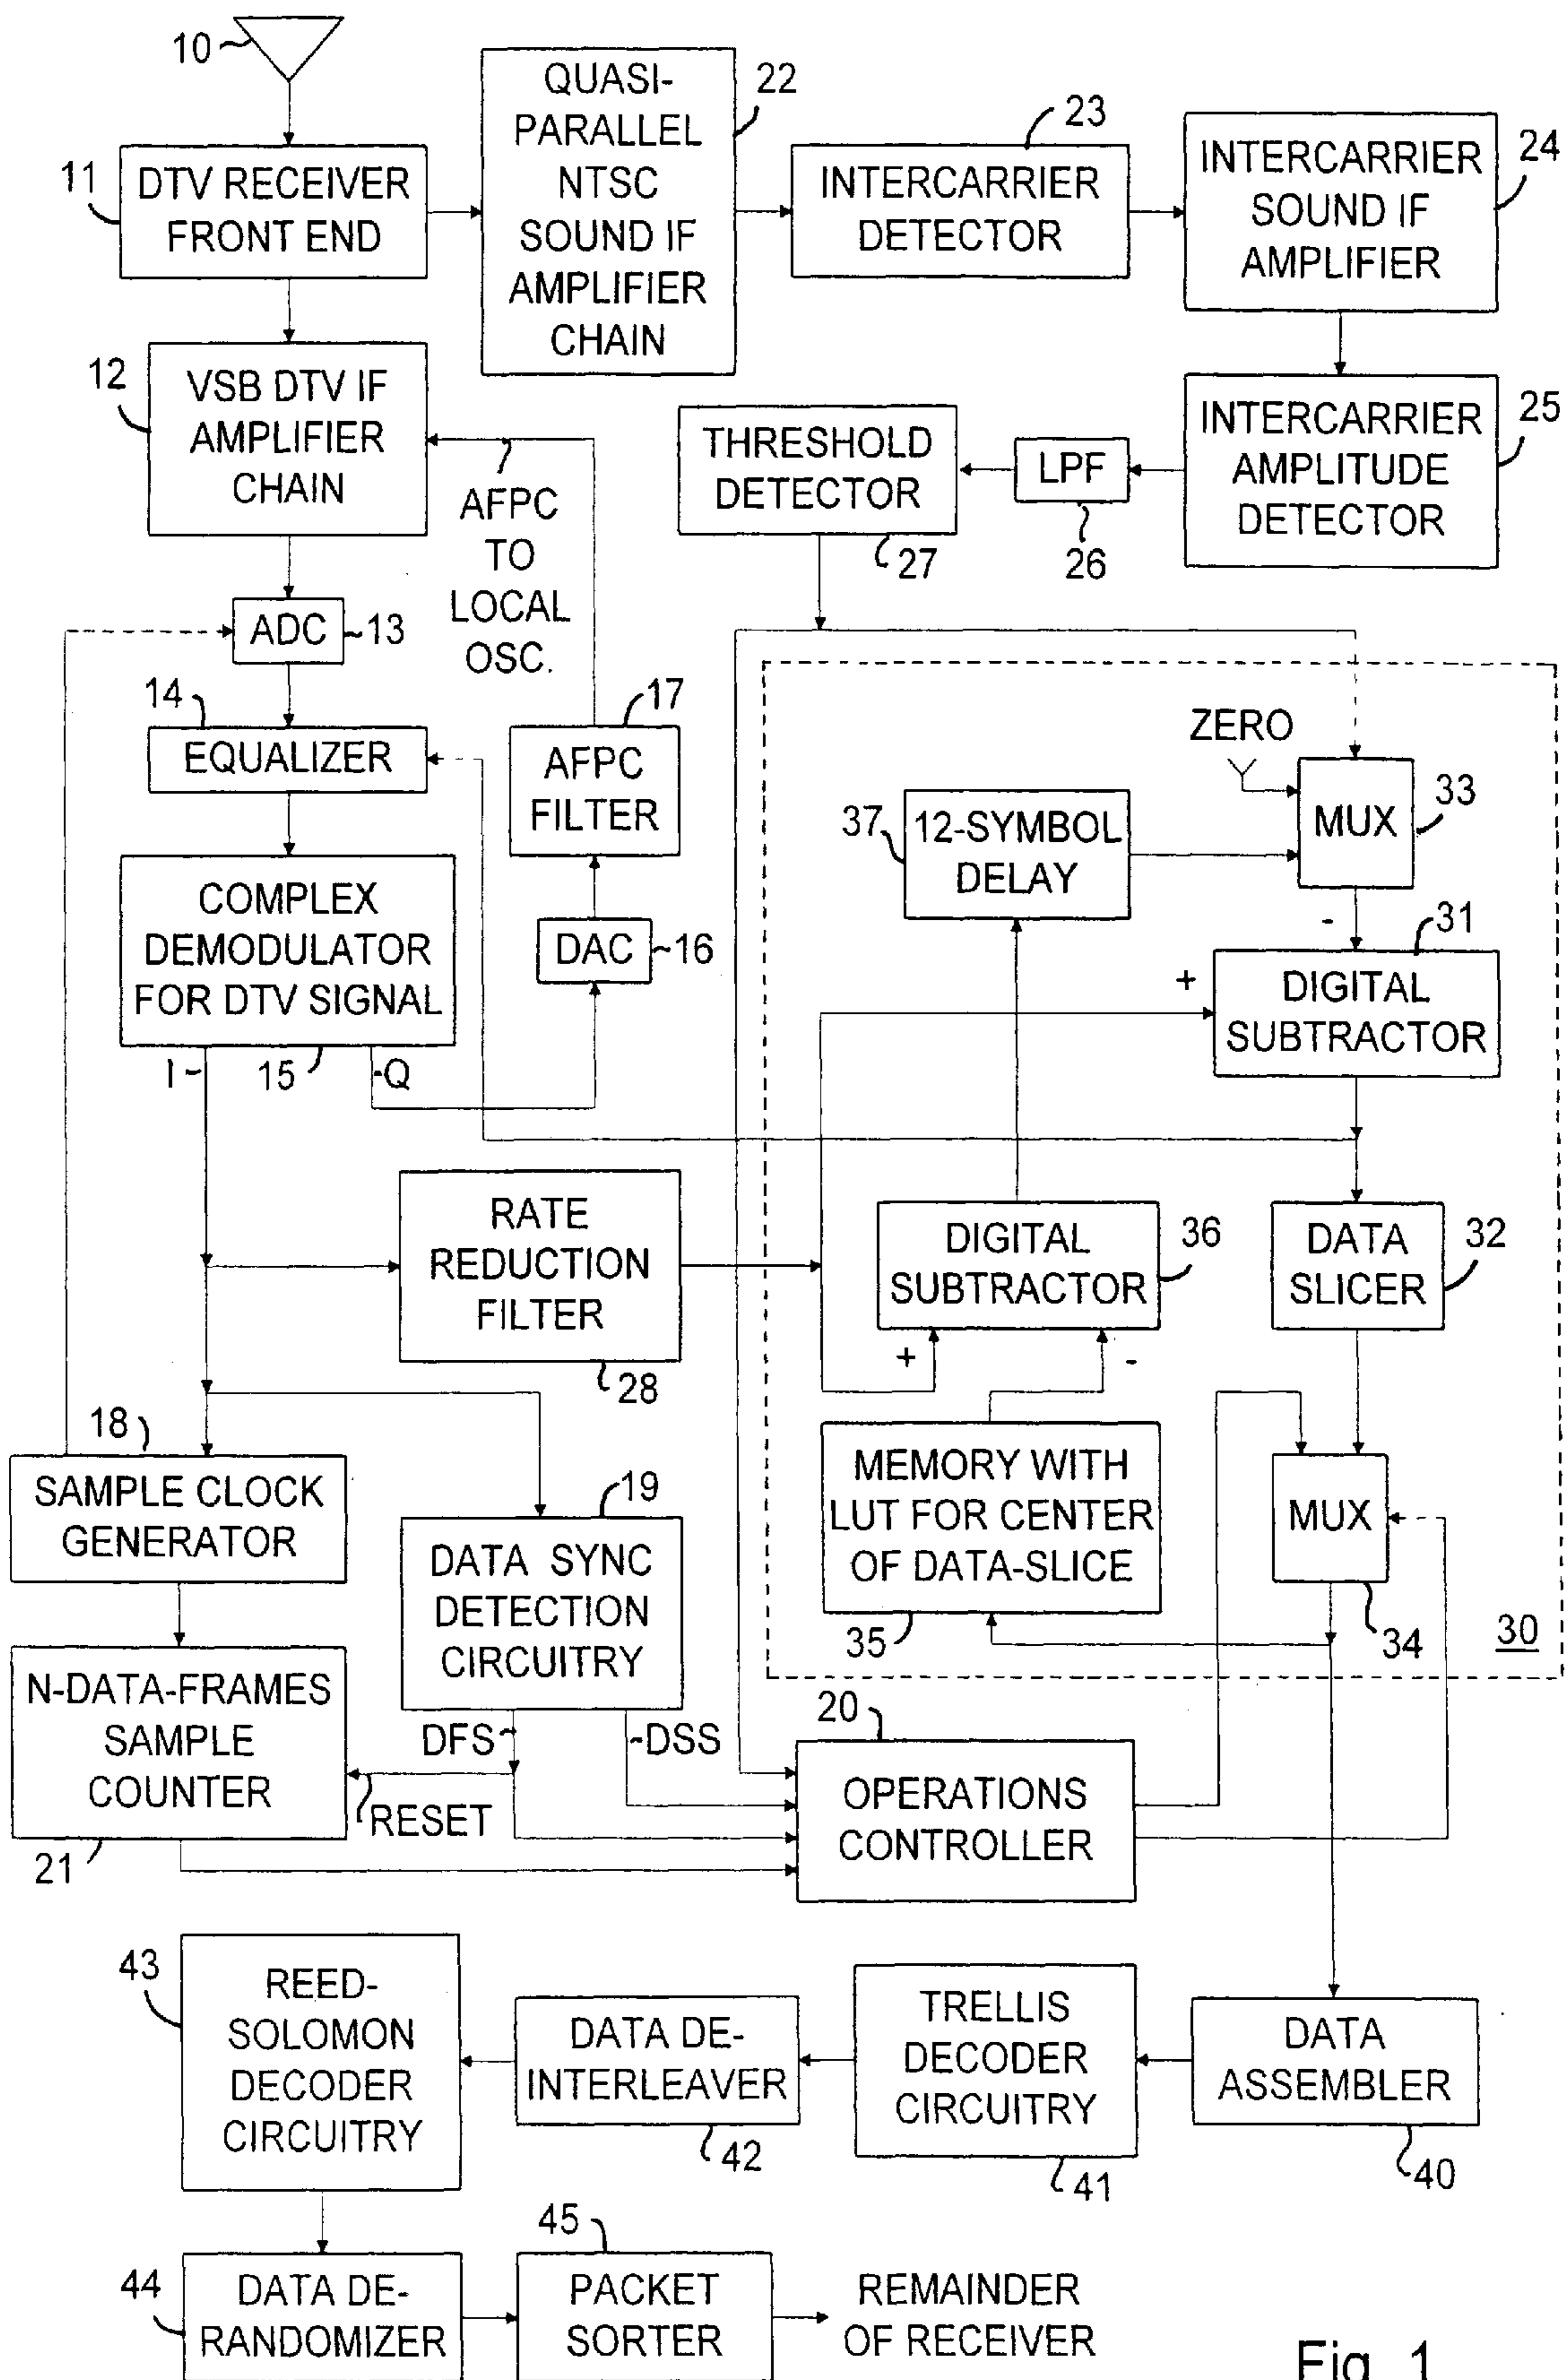 10
QUASI-
PARALLEL
NTSC
SOUND IF
AMPLIFIER
CHAIN
22
23
24
11
DTV RECEIVER
FRONT END
INTERCARRIER
DETECTOR
INTERCARRIER
SOUND IF
AMPLIFIER
12
VSB DTV IF
AMPLIFIER
CHAIN
AFPC
TO
LOCAL
OSC.
THRESHOLD
DETECTOR
27
LPF
26
INTERCARRIER
AMPLITUDE
DETECTOR
25
ADC
13
14
EQUALIZER
17
AFPC
FILTER
ZERO
MUX
33
37
12-SYMBOL
DELAY
COMPLEX
DEMODULATOR
FOR DTV SIGNAL
DAC
16
-
31
+
DIGITAL
SUBTRACTOR
I
15
Q
RATE
REDUCTION
FILTER
28
DIGITAL
SUBTRACTOR
36
+
-
DATA
SLICER
32
18
SAMPLE CLOCK
GENERATOR
19
DATA SYNC
DETECTION
CIRCUITRY
MEMORY WITH
LUT FOR CENTER
OF DATA-SLICE
35
MUX
34
30
N-DATA-FRAMES
SAMPLE
COUNTER
21
DFS
DSS
RESET
20
OPERATIONS
CONTROLLER
43
REED-
SOLOMON
DECODER
CIRCUITRY
DATA DE-
INTERLEAVER
42
TRELLIS
DECODER
CIRCUITRY
41
DATA
ASSEMBLER
40
44
DATA DE-
RANDOMIZER
45
PACKET
SORTER
REMAINDER
OF RECEIVER
Fig. 1